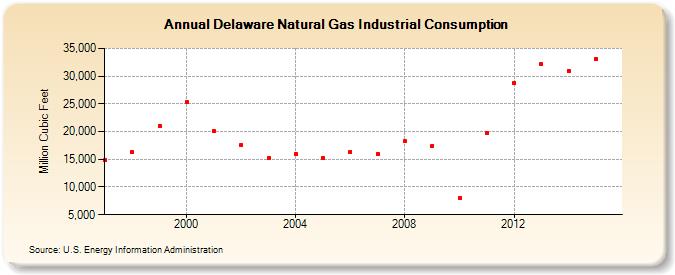 Annual Delaware Natural Gas Industrial Consumption
Million Cubic Feet
35,000
30,000
25,000
20,000
15,000
10,000
5,000
2000 2004 2008 2012
Source: U.S. Energy Information Administration